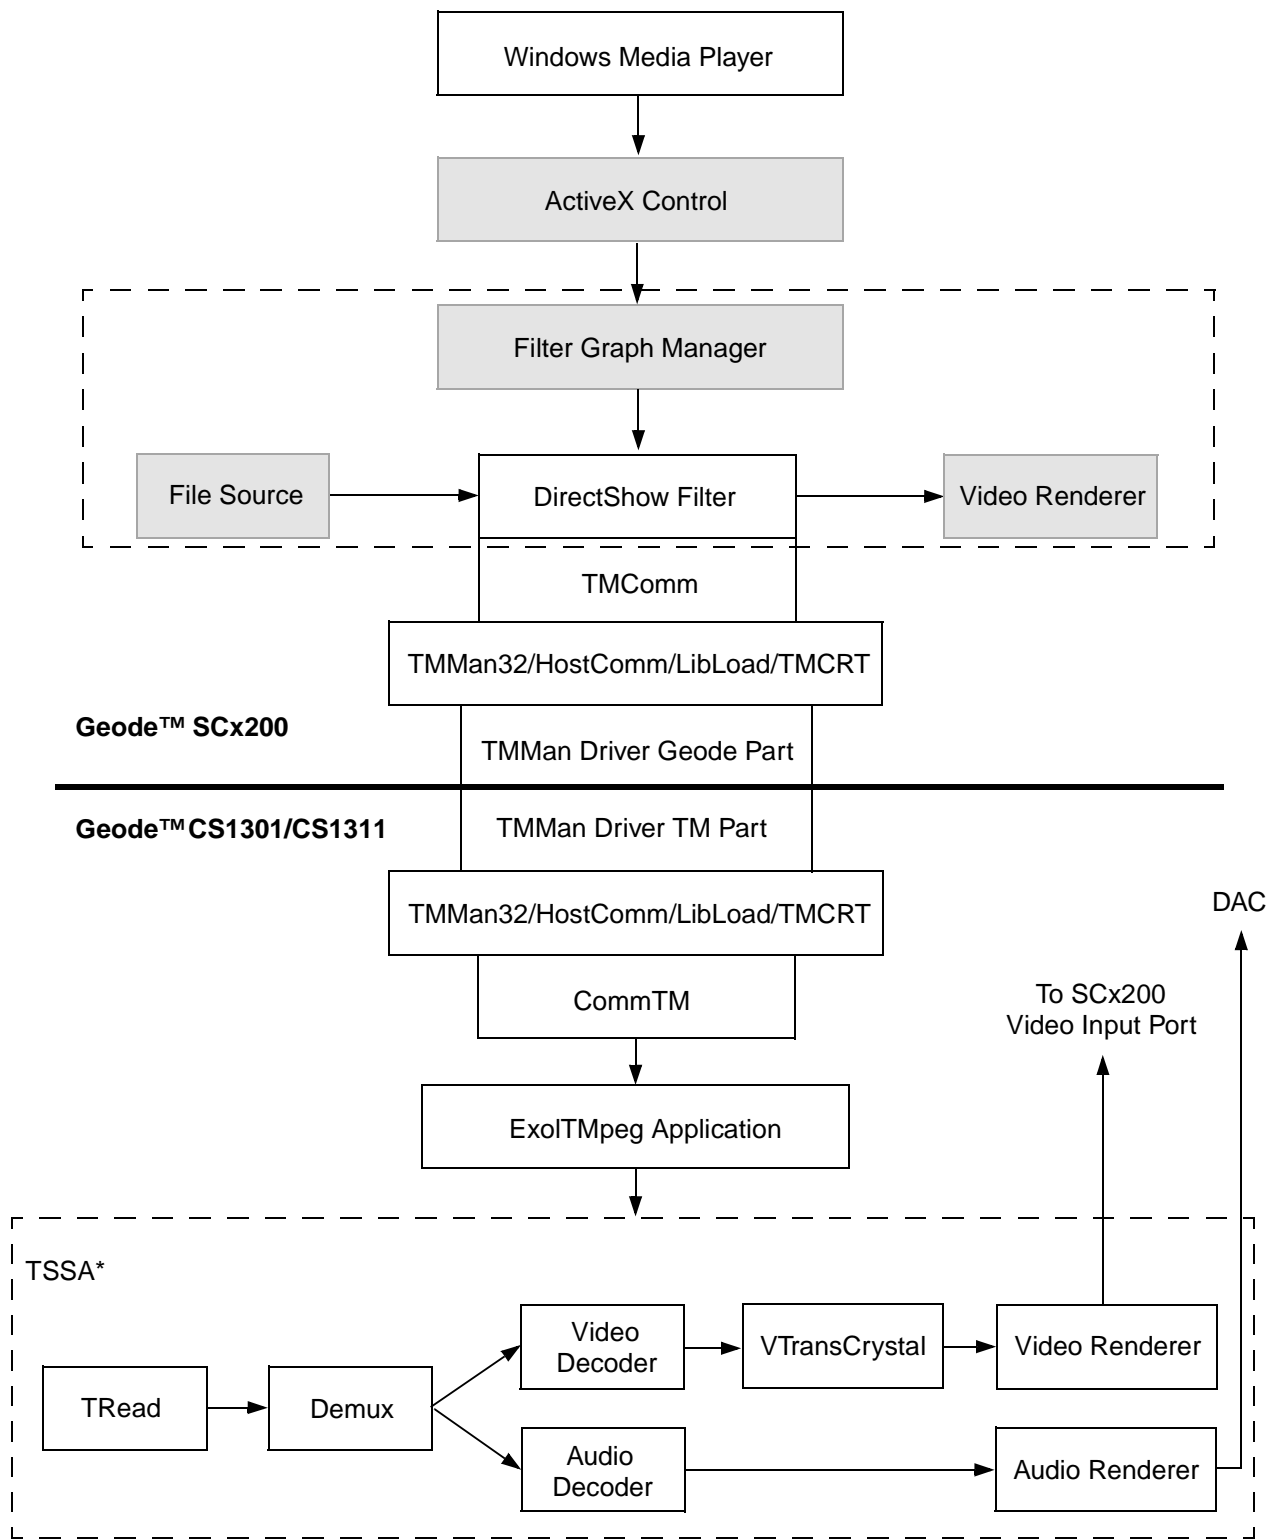 Windows Media Player
ActiveX Control
Filter Graph Manager
File Source
DirectShow Filter
Video Renderer
TMComm
TMMan32/HostComm/LibLoad/TMCRT
Geode™ SCx200
TMMan Driver Geode Part
Geode™CS1301/CS1311
TMMan Driver TM Part
TMMan32/HostComm/LibLoad/TMCRT
DAC
CommTM
To SCx200
Video Input Port
ExolTMpeg Application
TSSA*
Video
Decoder
VTransCrystal
Video Renderer
TRead
Demux
Audio
Decoder
Audio Renderer